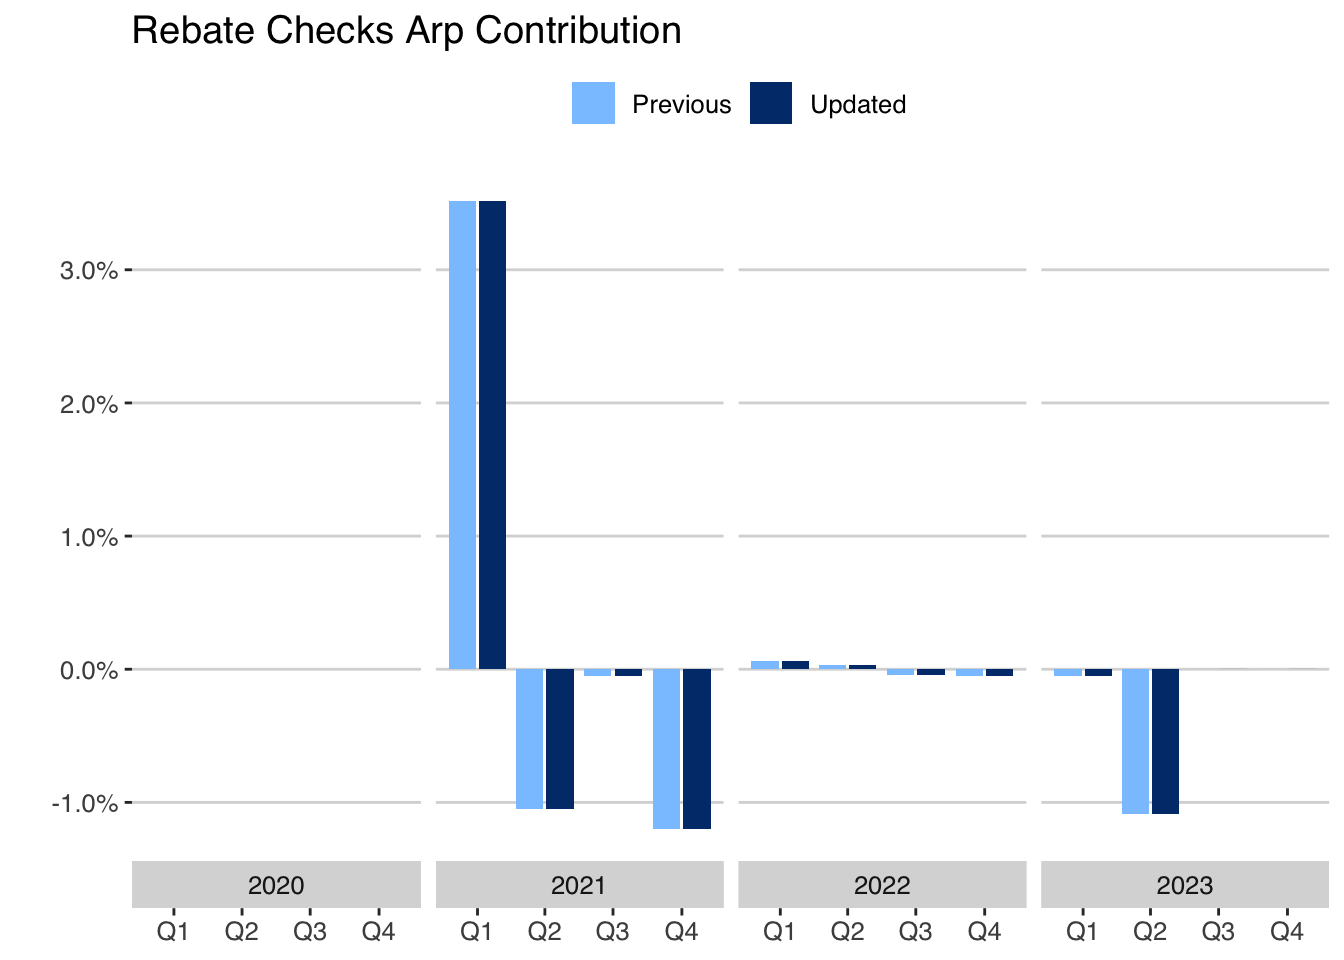 Rebate Checks Arp Contribution
Previous Updated
3.0%
2.0%
1.0%
0.0%
-1.0%
2020 2021 2022 2023
Q1 Q2 Q3 Q4 Q1 Q2 Q3 Q4 Q1 Q2 Q3 Q4 Q1 Q2 Q3 Q4